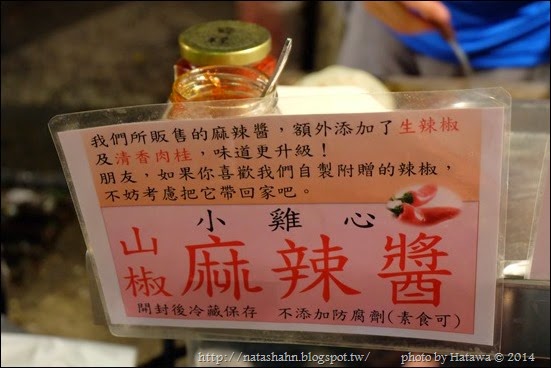 我們所販售的麻辣醬，額外添加了生辣椒
及清香肉桂，味道更升級！
朋友，如果你喜歡我們自製附贈的辣椒，
不妨考慮把它帶回家吧。
小雞心
山椒
麻辣醬
開封後冷藏保存 不添加防腐劑(素食可)
http://natashahn.blogspot.tw/ photo by Hatawa © 2014